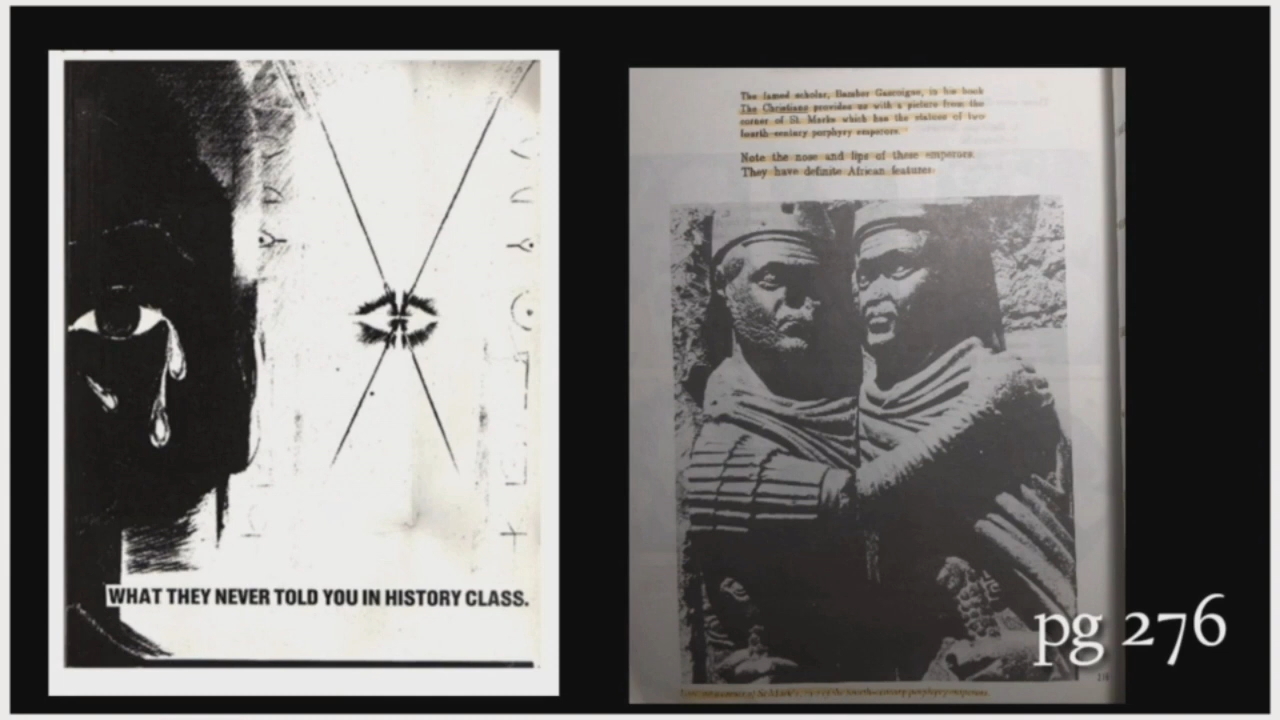 WHAT THEY NEVER TOLD YOU IN HISTORY CLASS.
The famed scholar, Bamber Gascoigne, in his book
The Christians provides us with a picture from the
corner of St. Marks which has the statues of two
fourth century porphyry emperors.
Note the nose and lips of these emperors.
They have definite African features.
pg 276